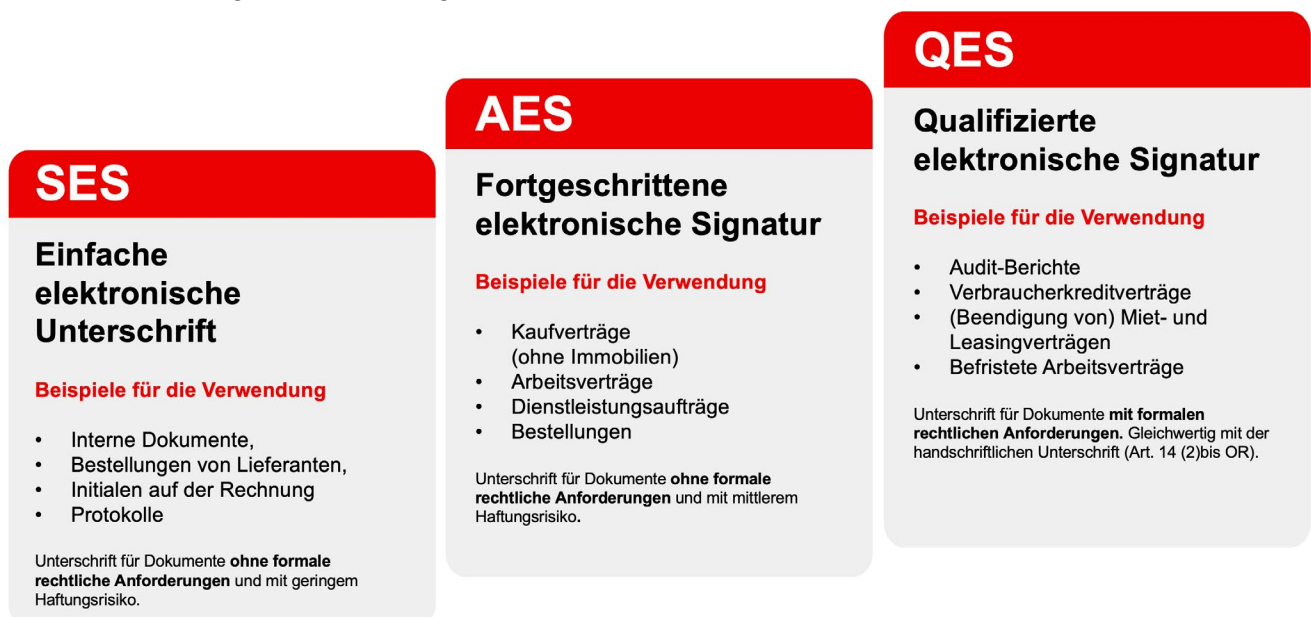 SES
Einfache
elektronische
Unterschrift
Beispiele für die Verwendung
• Interne Dokumente,
• Bestellungen von Lieferanten,
• Initialen auf der Rechnung
• Protokolle
Unterschrift für Dokumente ohne formale
rechtliche Anforderungen und mit geringem
Haftungsrisiko.
AES
Fortgeschrittene
elektronische Signatur
Beispiele für die Verwendung
• Kaufverträge
(ohne Immobilien)
• Arbeitsverträge
• Dienstleistungsaufträge
• Bestellungen
Unterschrift für Dokumente ohne formale
rechtliche Anforderungen und mit mittlerem
Haftungsrisiko.
QES
Qualifizierte
elektronische Signatur
Beispiele für die Verwendung
• Audit-Berichte
• Verbraucherkreditverträge
• (Beendigung von) Miet- und
Leasingverträgen
• Befristete Arbeitsverträge
Unterschrift für Dokumente mit formalen
rechtlichen Anforderungen. Gleichwertig mit der
handschriftlichen Unterschrift (Art. 14 (2)bis OR).